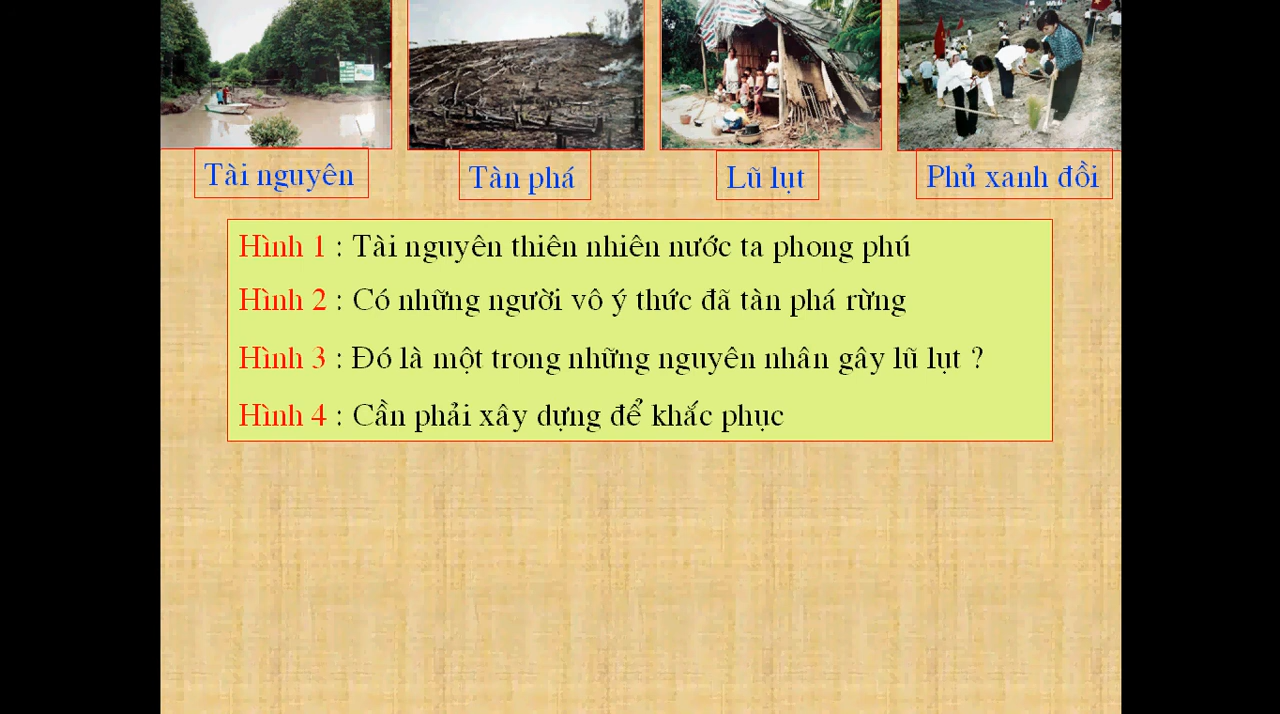 Tài nguyên
Tàn phá
Lũ lụt
Phủ xanh đồi
Hình 1 : Tài nguyên thiên nhiên nước ta phong phú
Hình 2 : Có những người vô ý thức đã tàn phá rừng
Hình 3 : Đó là một trong những nguyên nhân gây lũ lụt ?
Hình 4 : Cần phải xây dựng để khắc phục